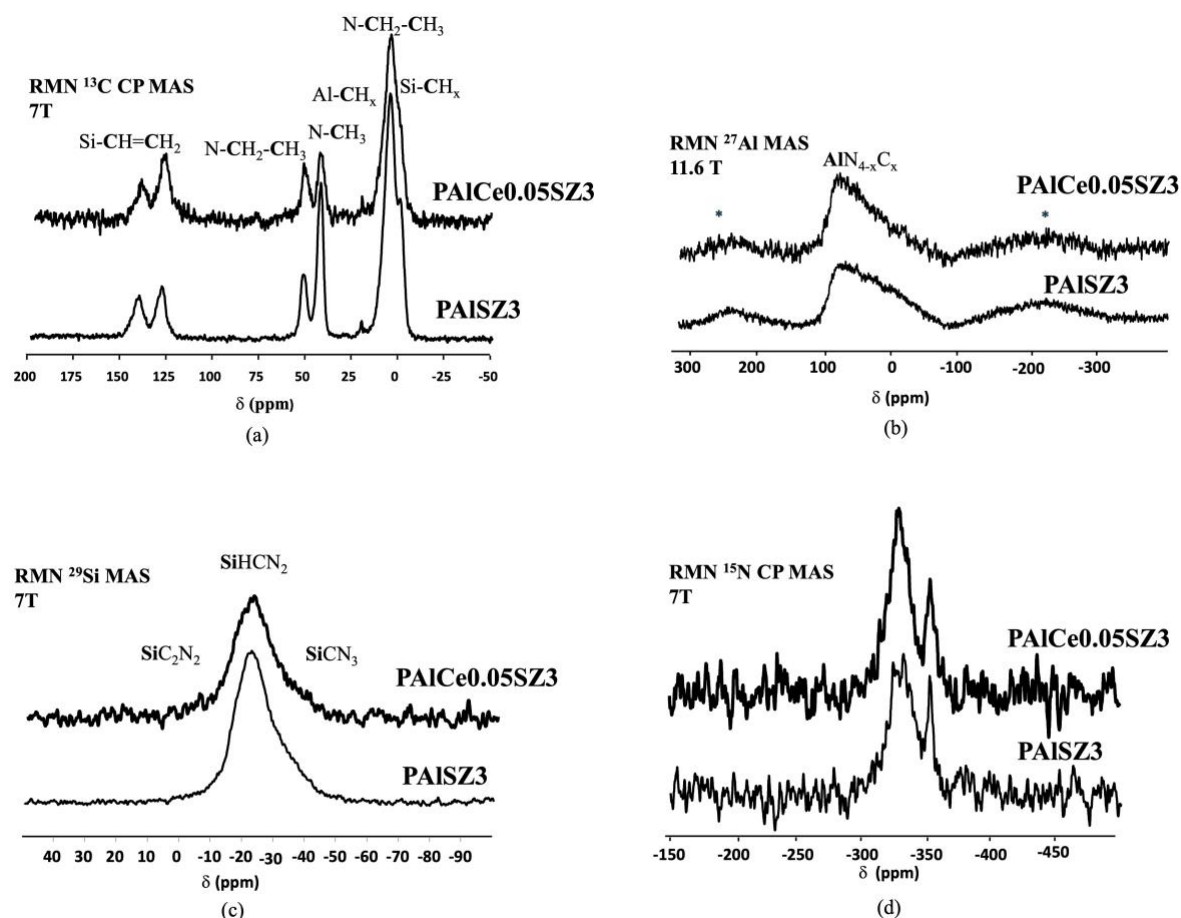 N-CH₂-CH₃
RMN ¹³C CP MAS
7T
Al-CHₓ
Si-CHₓ
N-CH₃
Si-CH=CH₂
N-CH₂-CH₃
PAlCe0.05SZ3
PAlSZ3
200 175 150 125 100 75 50 25 0 -25 -50
δ (ppm)
(a)
RMN ²⁷Al MAS
11.6 T
AlN₄₋ₓCₓ
PAlCe0.05SZ3
* *
PAlSZ3
300 200 100 0 -100 -200 -300
δ (ppm)
(b)
RMN ²⁹Si MAS
7T
SiHCN₂
SiC₂N₂
SiCN₃
PAlCe0.05SZ3
PAlSZ3
40 30 20 10 0 -10 -20 -30 -40 -50 -60 -70 -80 -90
δ (ppm)
(c)
RMN ¹⁵N CP MAS
7T
PAlCe0.05SZ3
PAlSZ3
-150 -200 -250 -300 -350 -400 -450
δ (ppm)
(d)